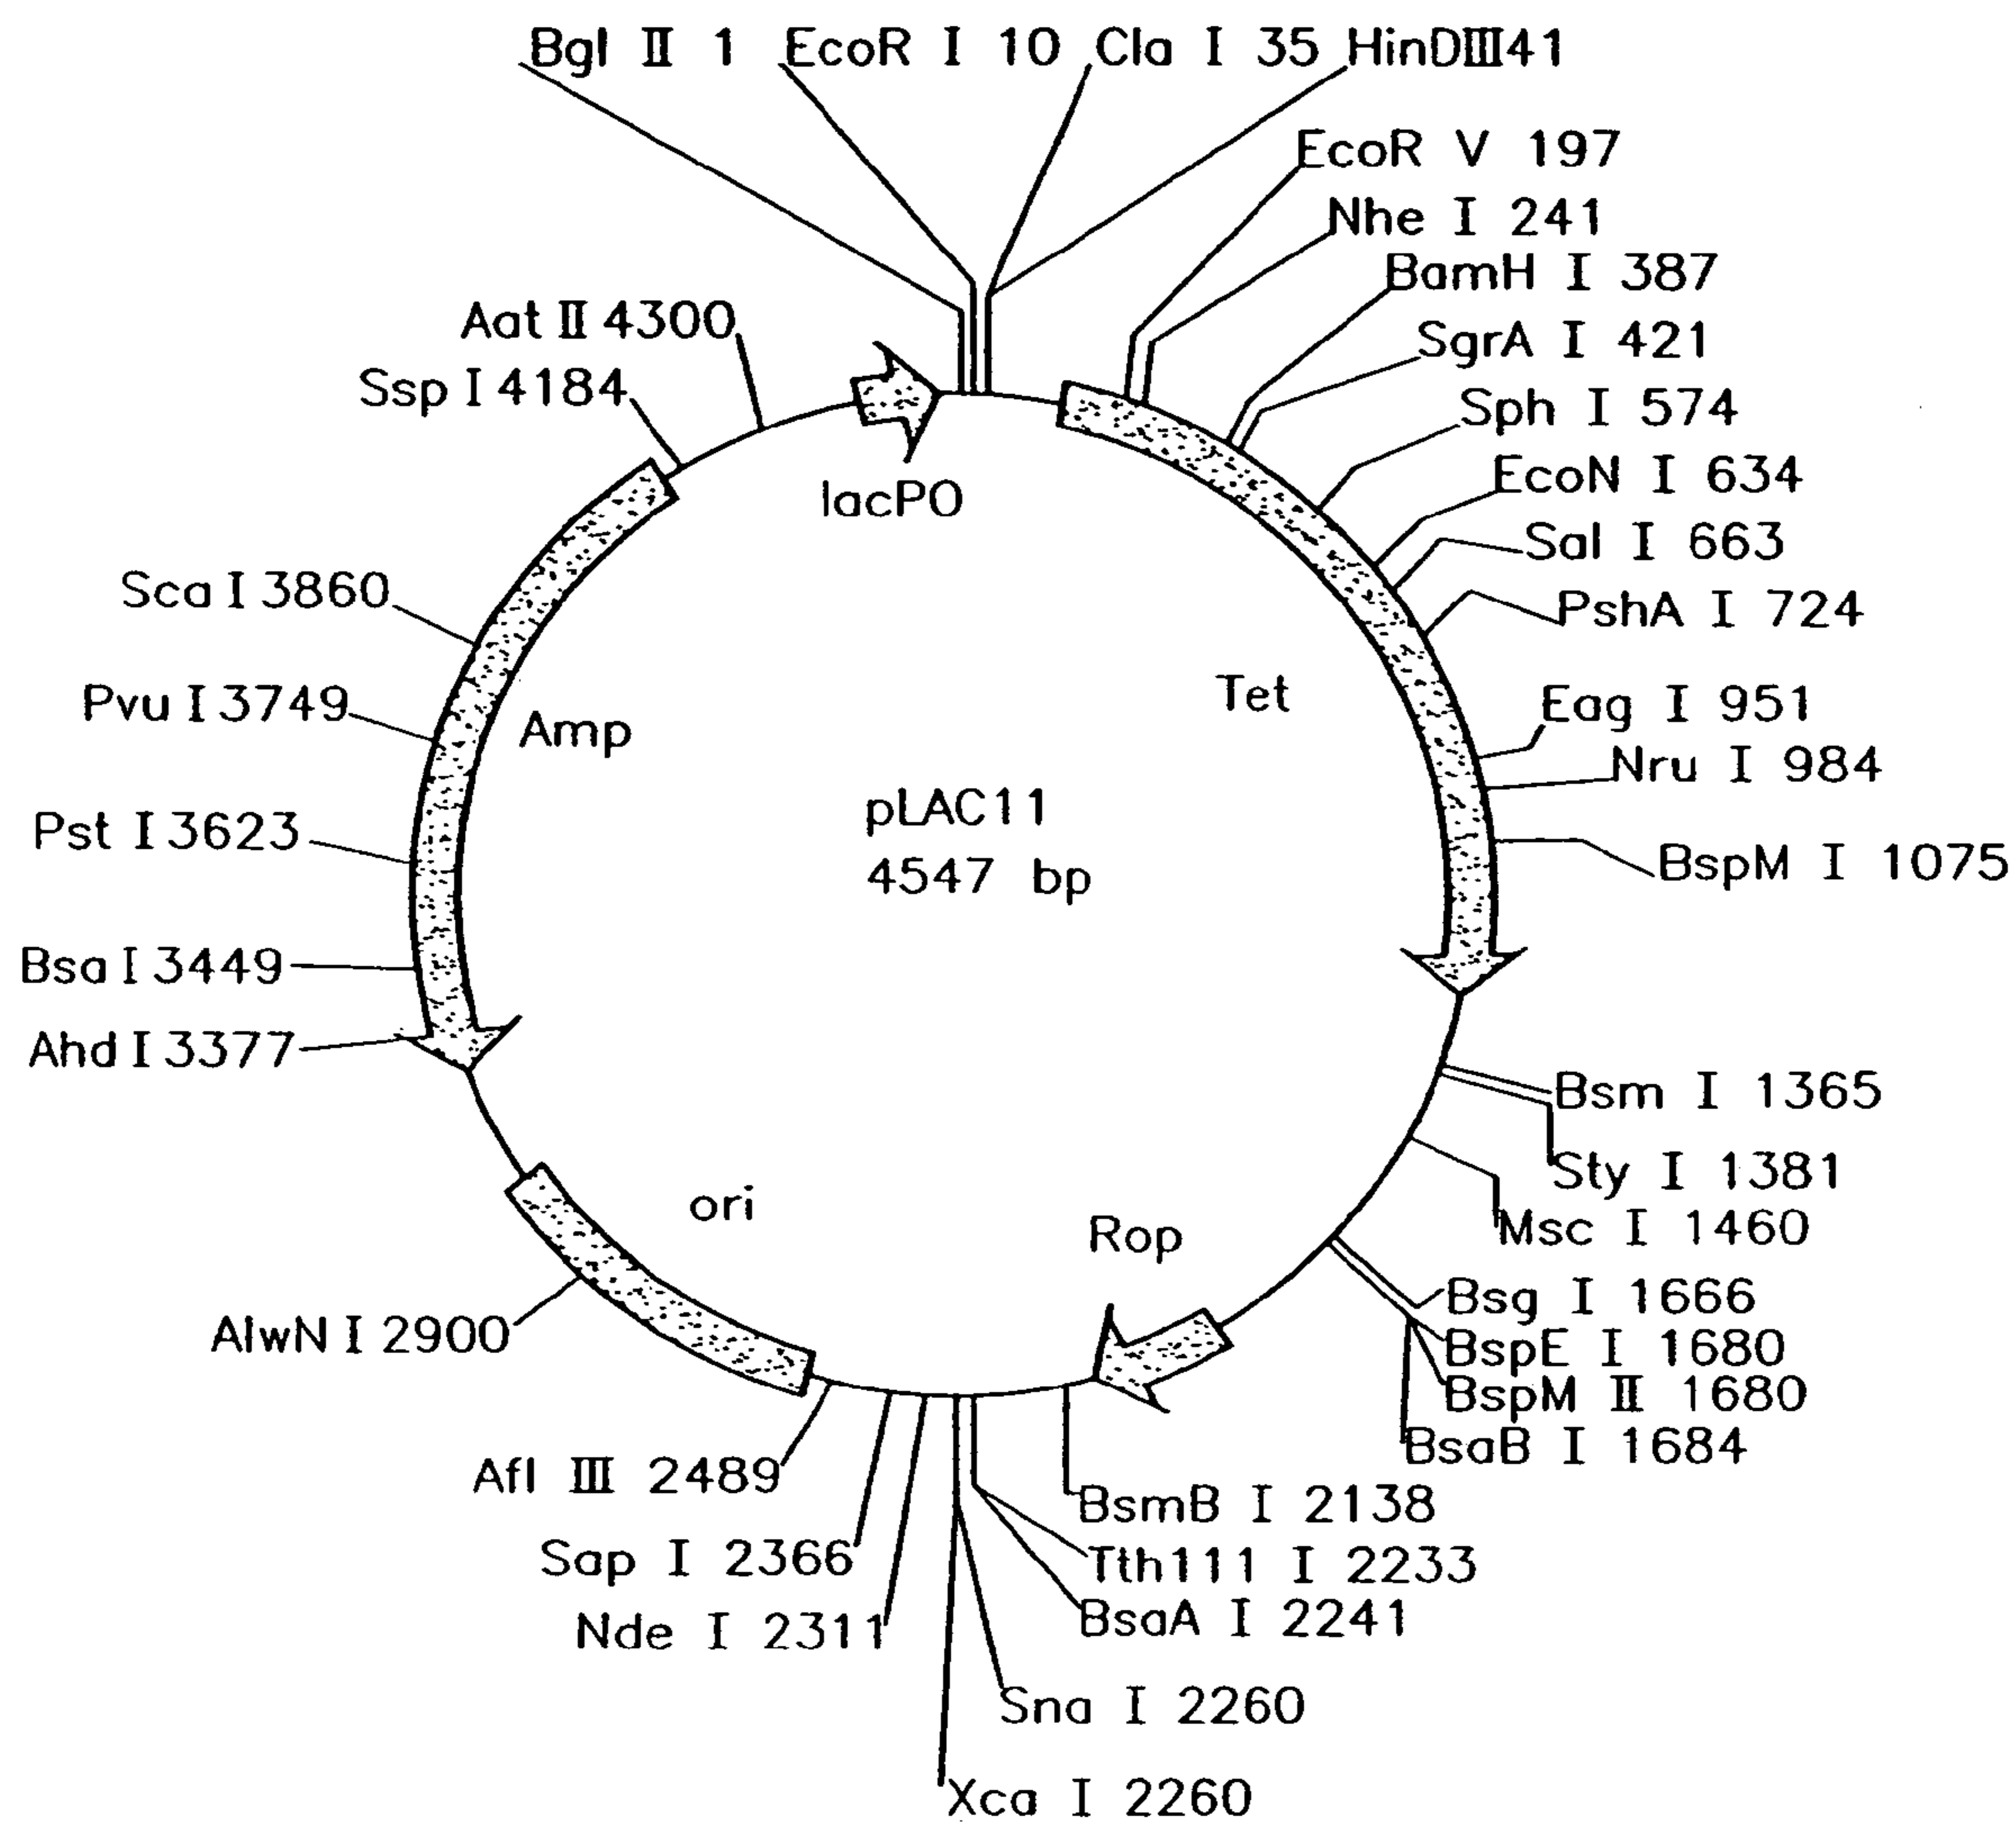 Bgl II 1 EcoR I 10 Cla I 35 HinDIII41
EcoR V 197
Nhe I 241
BamH I 387
SgrA I 421
Sph I 574
EcoN I 634
Sal I 663
PshA I 724
Eag I 951
Nru I 984
BspM I 1075
Bsm I 1365
Sty I 1381
Msc I 1460
Bsg I 1666
BspE I 1680
BspM II 1680
BsaB I 1684
BsmB I 2138
Tth111 I 2233
BsaA I 2241
Sna I 2260
Xca I 2260
Nde I 2311
Sap I 2366
Afl III 2489
AlwN I 2900
Ahd I 3377
Bsa I 3449
Pst I 3623
Pvu I 3749
Sca I 3860
Ssp I 4184
Aat II 4300
lacPO
Tet
Amp
pLAC11
4547 bp
ori
Rop